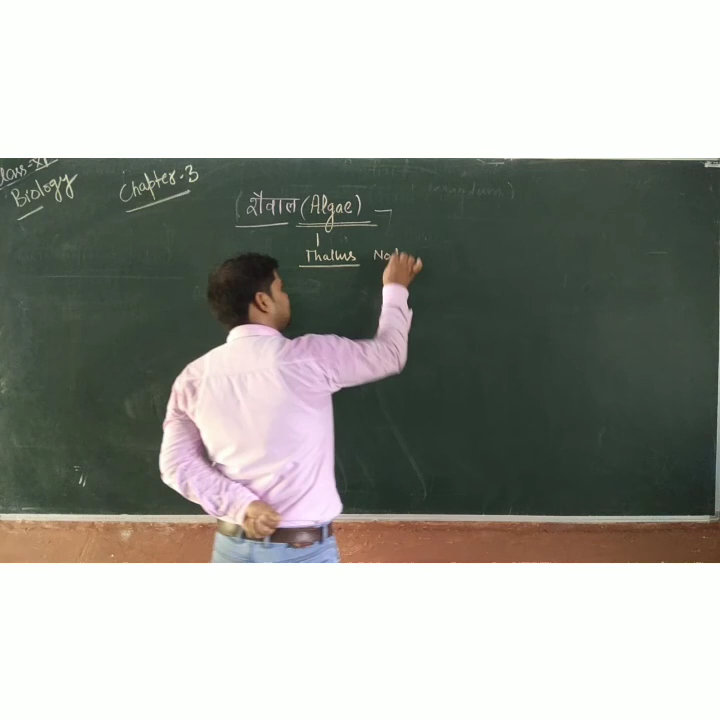 Class-XI
Biology
Chapter-3
शैवाल (Algae)
Thallus